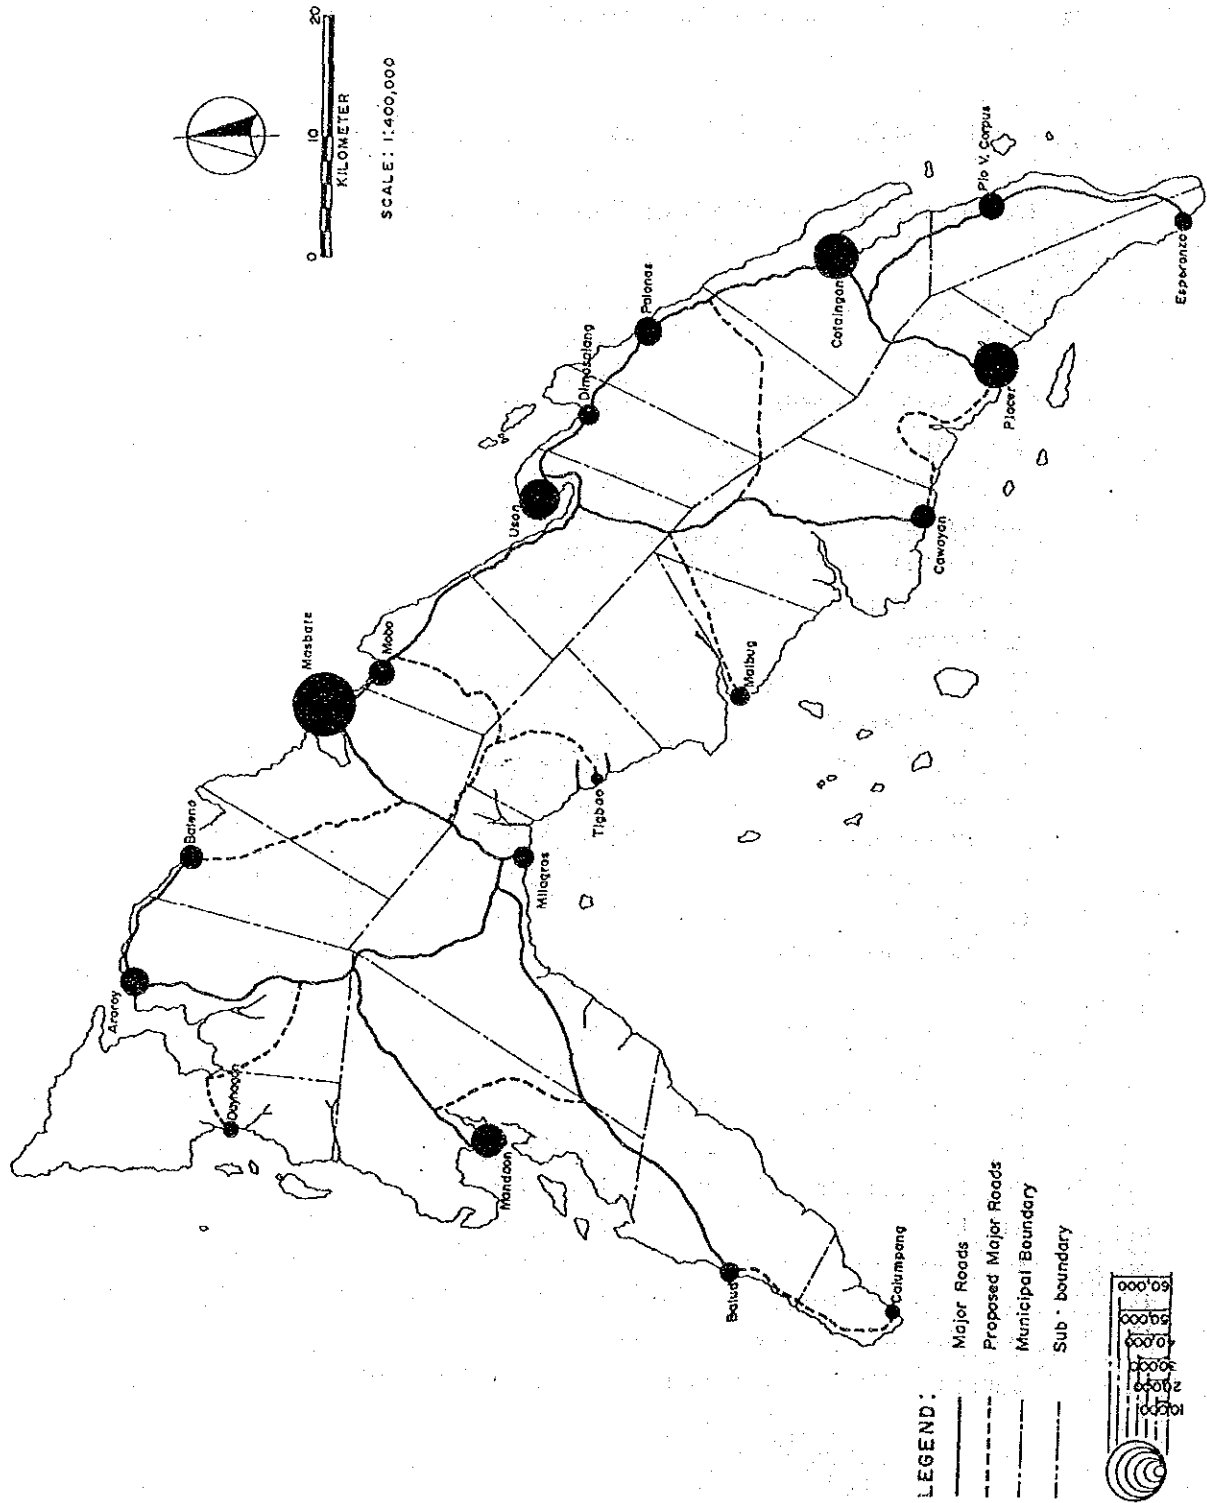 0 10 20
KILOMETER
SCALE: 1:400,000
Aroroy
Baleno
Masbate
Mobo
Uson
Dimasalang
Palanas
Cataingan
Pio V. Corpus
Esperanza
Placer
Cawayan
Malbug
Tigbao
Milagros
Dayhagan
Mandaon
Balud
Calumpang
LEGEND:
Major Roads
Proposed Major Roads
Municipal Boundary
Sub - boundary
10,000
20,000
30,000
40,000
50,000
60,000